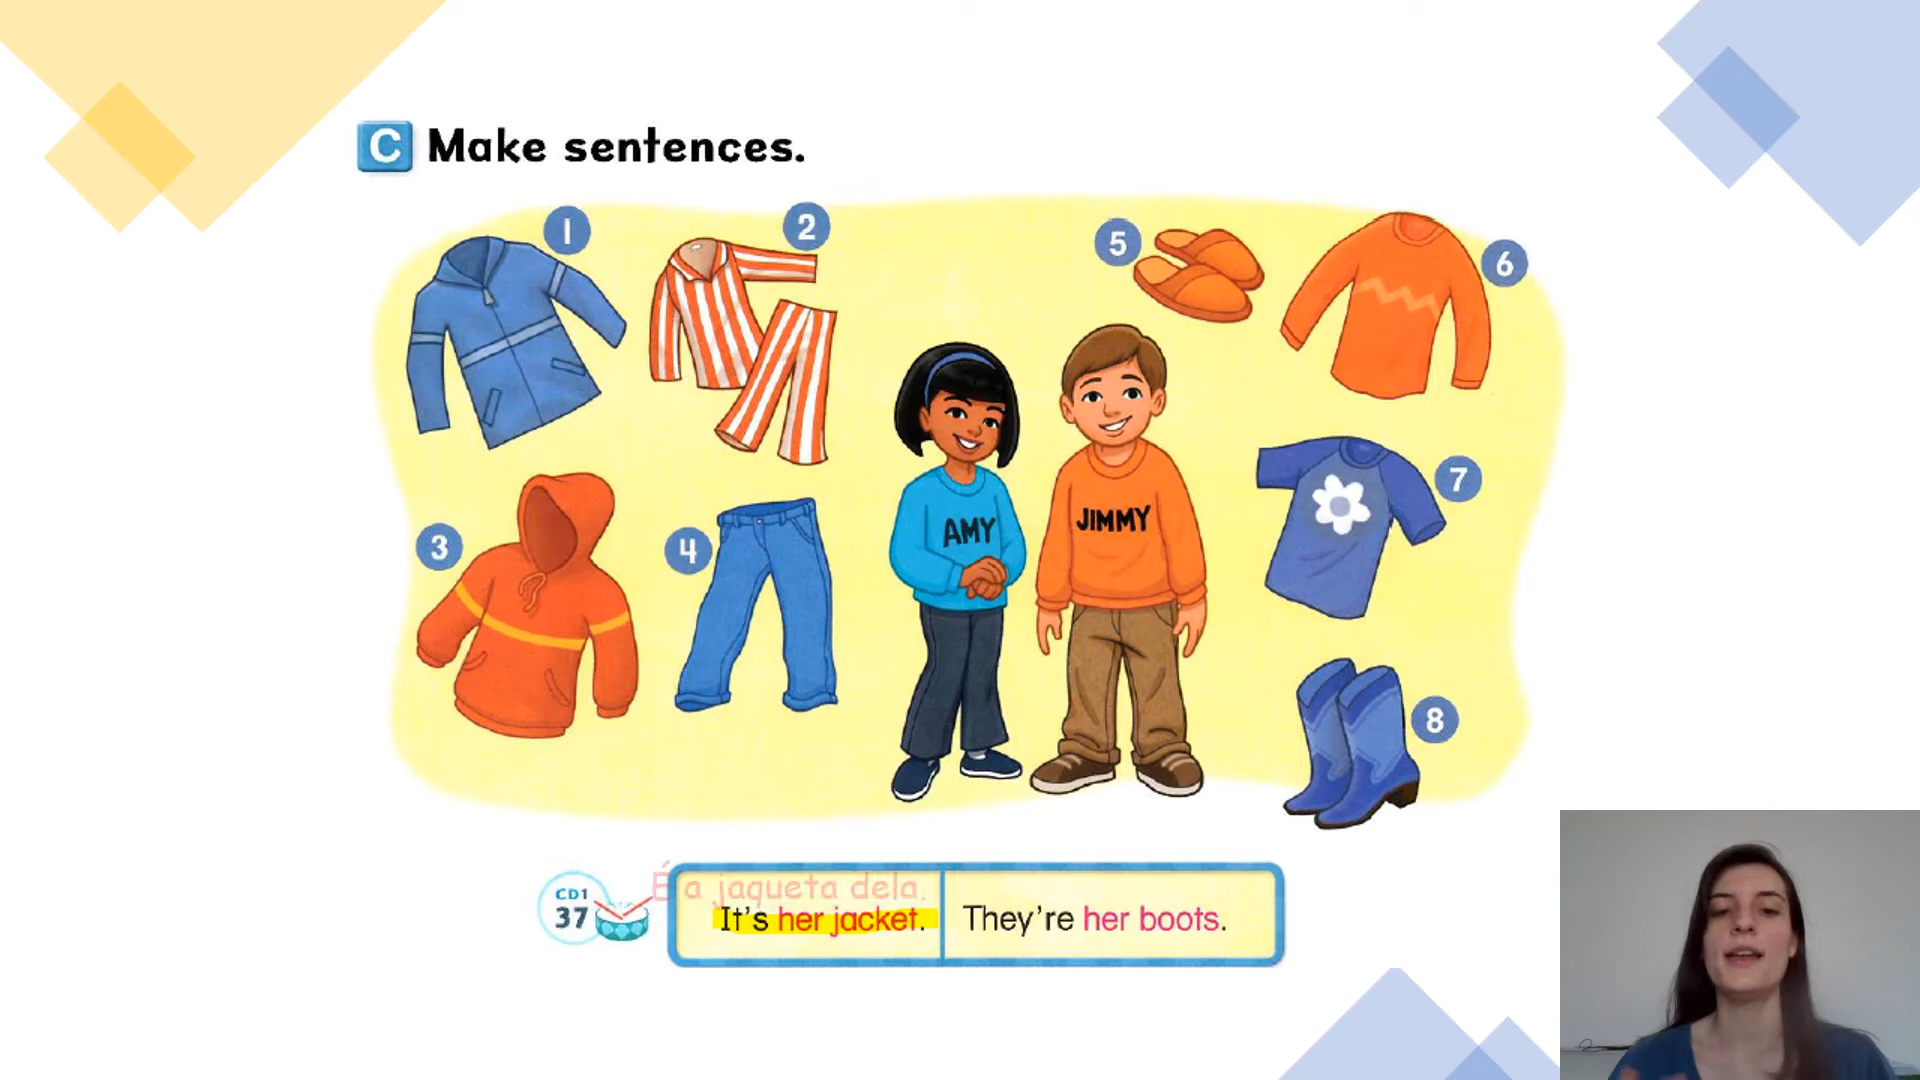 C Make sentences.
1
2
5
6
AMY
JIMMY
3
4
7
8
CD1
37
É a jaqueta dela.
It's her jacket.
They're her boots.